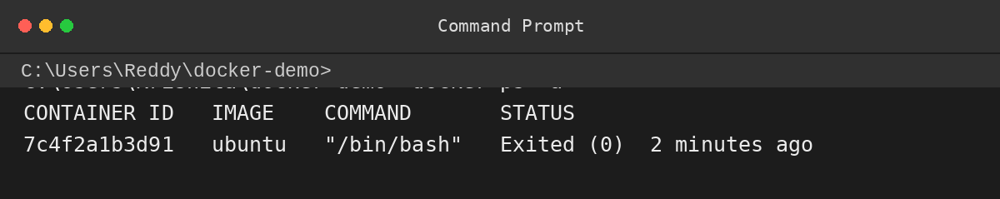 Command Prompt
C:\Users\Reddy\docker-demo>
CONTAINER ID IMAGE COMMAND STATUS
7c4f2a1b3d91 ubuntu "/bin/bash" Exited (0) 2 minutes ago